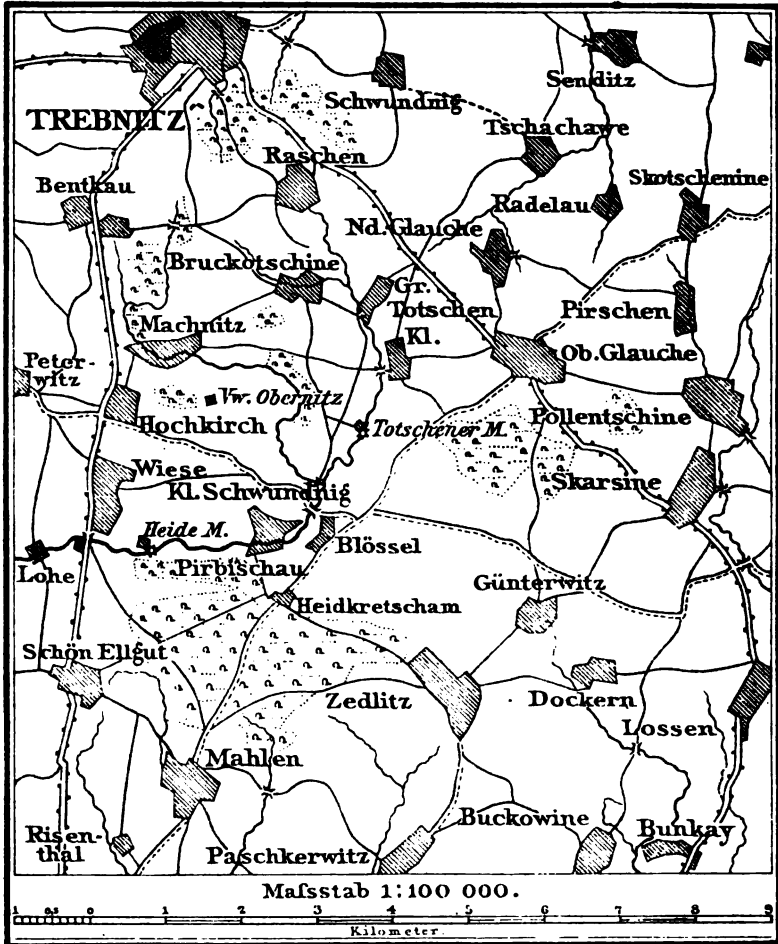 Senditz
Schwundnig
TREBNITZ
Tschachawe
Raschen
Skotschenine
Bentkau
Radelau
Nd. Glauche
Bruckotschine
Gr.
Totschen
Kl.
Pirschen
Machnitz
Ob. Glauche
Peter-
witz
Vw. Obernitz
Pollentschine
Hochkirch
Totschener M.
Wiese
Skarsine
Kl. Schwundnig
Heide M.
Blössel
Pirbischau
Lohe
Günterwitz
Heidkretscham
Schön Ellgut
Zedlitz
Dockern
Lossen
Mahlen
Buckowine
Bunkay
Risen-
thal
Paschkerwitz
Maſsstab 1:100 000.
1 0,5 0 1 2 3 4 5 6 7 8 9
Kilometer